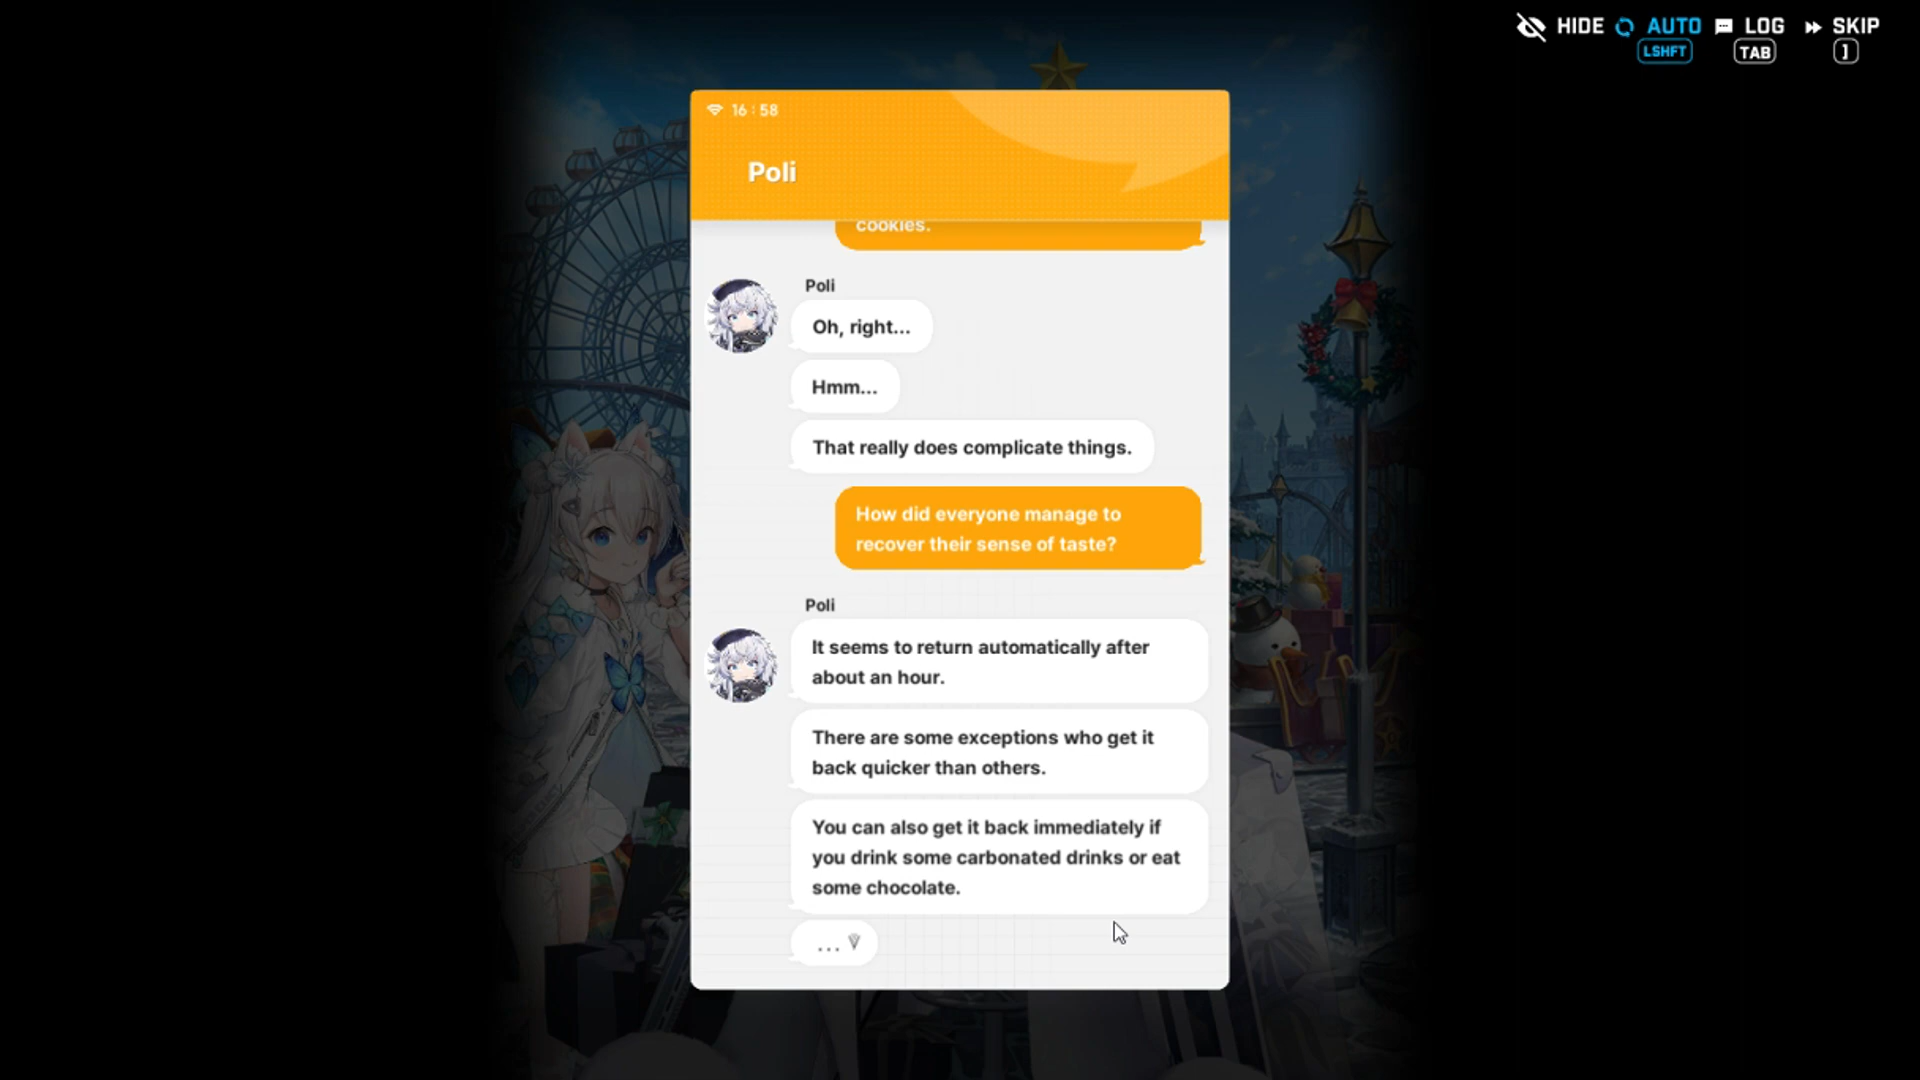 HIDE AUTO LOG SKIP
LSHFT TAB ]
16:58
Poli
cookies.
Poli
Oh, right...
Hmm...
That really does complicate things.
How did everyone manage to
recover their sense of taste?
Poli
It seems to return automatically after
about an hour.
There are some exceptions who get it
back quicker than others.
You can also get it back immediately if
you drink some carbonated drinks or eat
some chocolate.
...